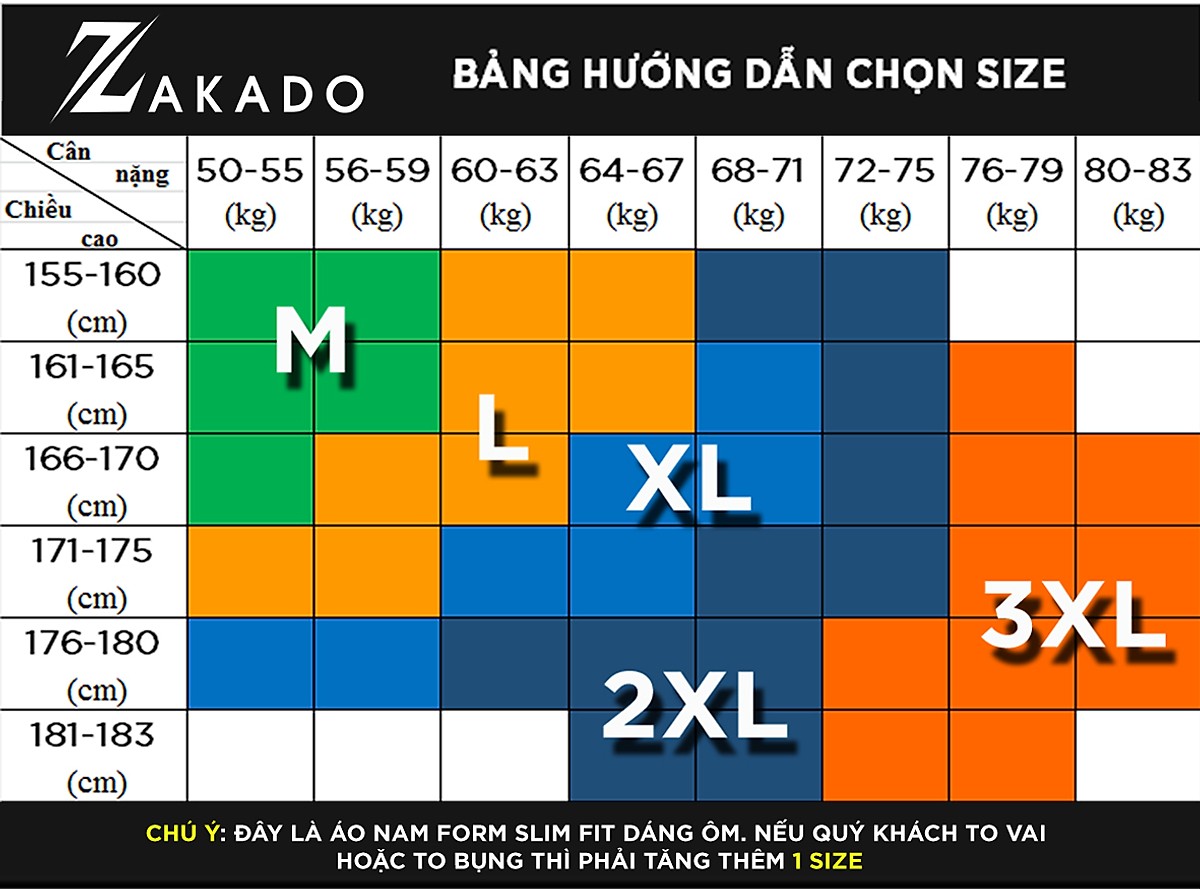 ZAKADO
BẢNG HƯỚNG DẪN CHỌN SIZE
Cân nặng
Chiều cao
50-55 56-59 60-63 64-67 68-71 72-75 76-79 80-83
(kg) (kg) (kg) (kg) (kg) (kg) (kg) (kg)
155-160
(cm)
M
161-165
(cm)
L
166-170
(cm)
XL
171-175
(cm)
3XL
176-180
(cm)
2XL
181-183
(cm)
CHÚ Ý: ĐÂY LÀ ÁO NAM FORM SLIM FIT DÁNG ÔM. NẾU QUÝ KHÁCH TO VAI
HOẶC TO BỤNG THÌ PHẢI TĂNG THÊM 1 SIZE